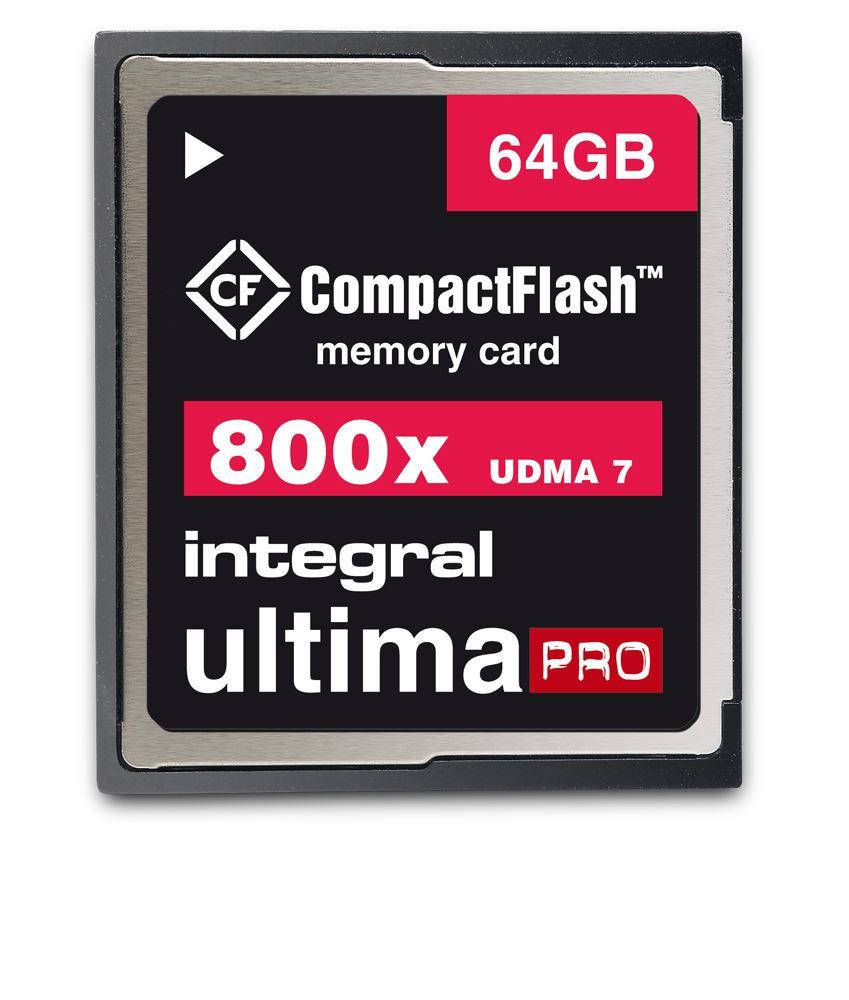 64GB
CF CompactFlash™
memory card
800x UDMA 7
integral
ultima PRO